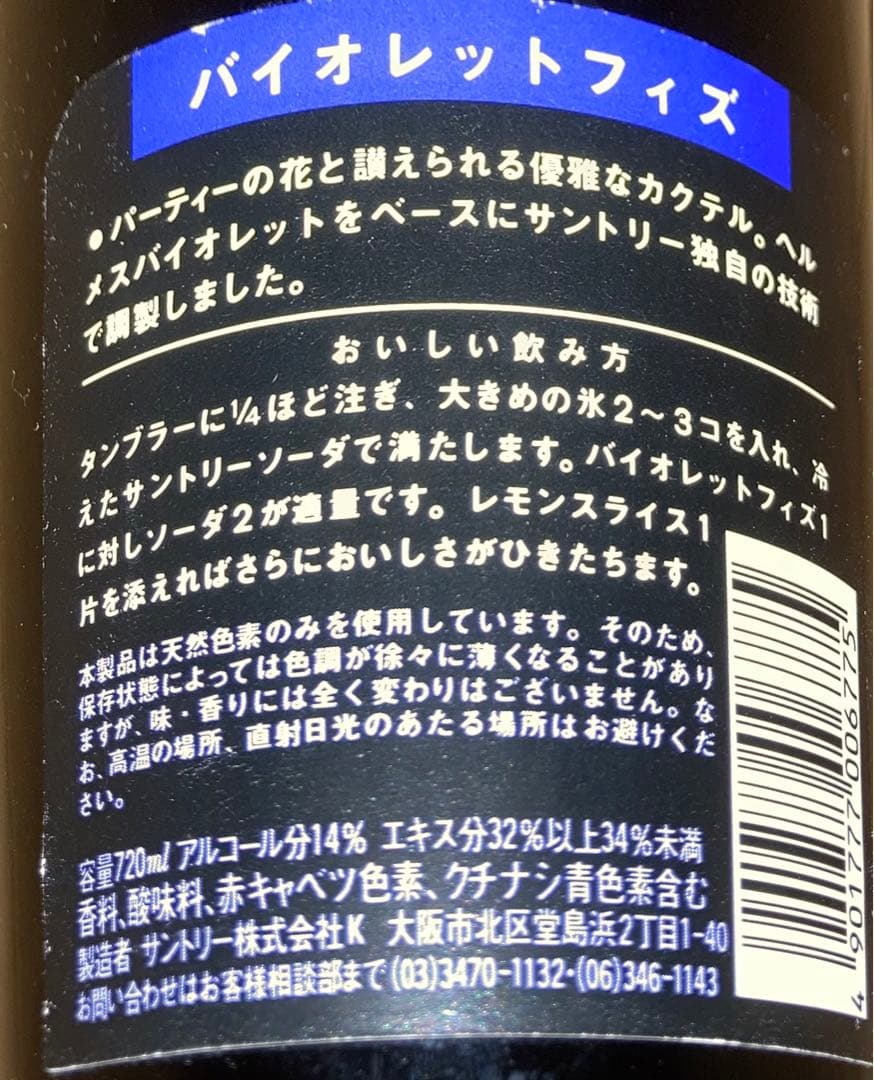 バイオレットフィズ
●パーティーの花と讃えられる優雅なカクテル。ヘル
メスバイオレットをベースにサントリー独自の技術
で調製しました。
おいしい飲み方
タンブラーに1/4ほど注ぎ、大きめの氷2〜3コを入れ、冷
えたサントリーソーダで満たします。バイオレットフィズ1
に対しソーダ2が適量です。レモンスライス1
片を添えればさらにおいしさがひきたちます。
本製品は天然色素のみを使用しています。そのため、
保存状態によっては色調が徐々に薄くなることがあり
ますが、味・香りには全く変わりはございません。な
お、高温の場所、直射日光のあたる場所はお避けくだ
さい。
容量720ml アルコール分14% エキス分32%以上34%未満
香料、酸味料、赤キャベツ色素、クチナシ青色素含む
製造者 サントリー株式会社K 大阪市北区堂島浜2丁目1-40
お問い合わせはお客様相談部まで(03)3470-1132・(06)346-1143
4 901777 006775